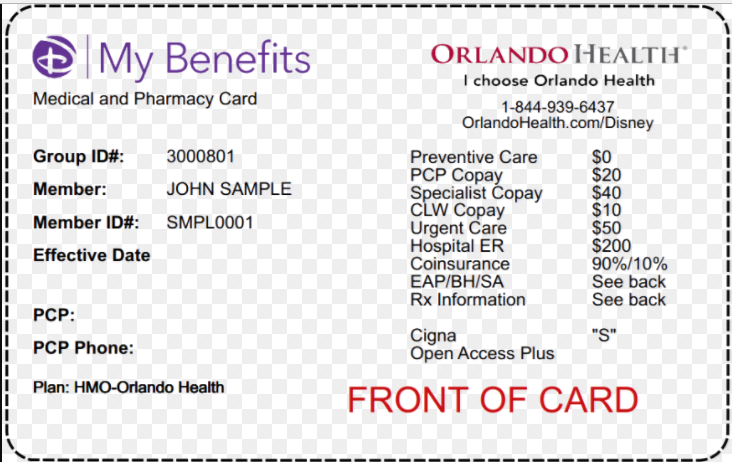 My Benefits
Medical and Pharmacy Card
Group ID#: 3000801
Member: JOHN SAMPLE
Member ID#: SMPL0001
Effective Date
PCP:
PCP Phone:
Plan: HMO-Orlando Health
ORLANDO HEALTH®
I choose Orlando Health
1-844-939-6437
OrlandoHealth.com/Disney
Preventive Care $0
PCP Copay $20
Specialist Copay $40
CLW Copay $10
Urgent Care $50
Hospital ER $200
Coinsurance 90%/10%
EAP/BH/SA See back
Rx Information See back
Cigna "S"
Open Access Plus
FRONT OF CARD